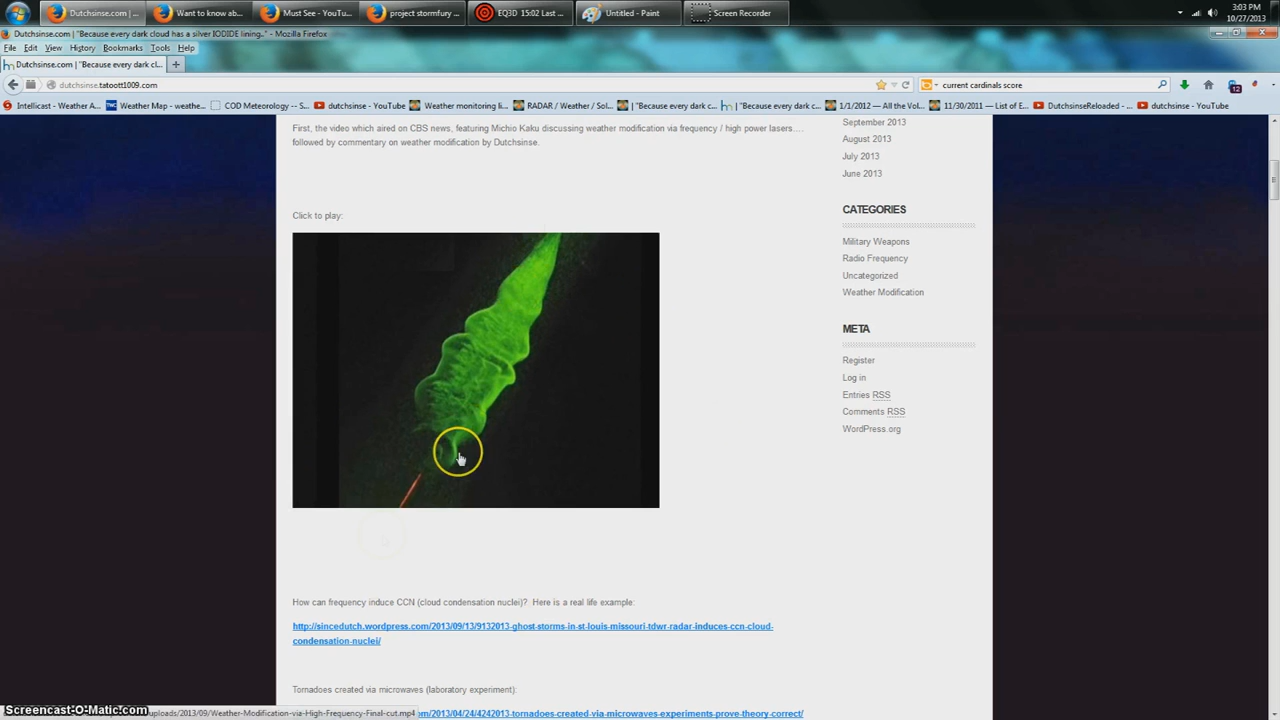 3:03 PM
Dutchsinse.com | ...
Want to know ab...
Must See - YouTu...
project stormfury ...
EQ3D 15:02 Last ...
Untitled - Paint
Screen Recorder
10/27/2013
Dutchsinse.com | "Because every dark cloud has a silver IODIDE lining.." - Mozilla Firefox
File Edit View History Bookmarks Tools Help
Dutchsinse.com | "Because every dark cl...
dutchsinse.tatoott1009.com
current cardinals score
12
Intellicast - Weather A...
Weather Map - weathe...
COD Meteorology -- S...
dutchsinse - YouTube
Weather monitoring li...
RADAR / Weather / Sol...
| "Because every dark c...
| "Because every dark c...
1/1/2012 — All the Vol...
11/30/2011 — List of E...
DutchsinseReloaded - ...
dutchsinse - YouTube
First, the video which aired on CBS news, featuring Michio Kaku discussing weather modification via frequency / high power lasers....
followed by commentary on weather modification by Dutchsinse.
Click to play:
How can frequency induce CCN (cloud condensation nuclei)? Here is a real life example:
http://sincedutch.wordpress.com/2013/09/13/9132013-ghost-storms-in-st-louis-missouri-tdwr-radar-induces-ccn-cloud-
condensation-nuclei/
Tornadoes created via microwaves (laboratory experiment):
om/2013/04/24/4242013-tornadoes-created-via-microwaves-experiments-prove-theory-correct/
September 2013
August 2013
July 2013
June 2013
CATEGORIES
Military Weapons
Radio Frequency
Uncategorized
Weather Modification
META
Register
Log in
Entries RSS
Comments RSS
WordPress.org
Screencast-O-Matic.com
uploads/2013/09/Weather-Modification-via-High-Frequency-Final-cut.mp4